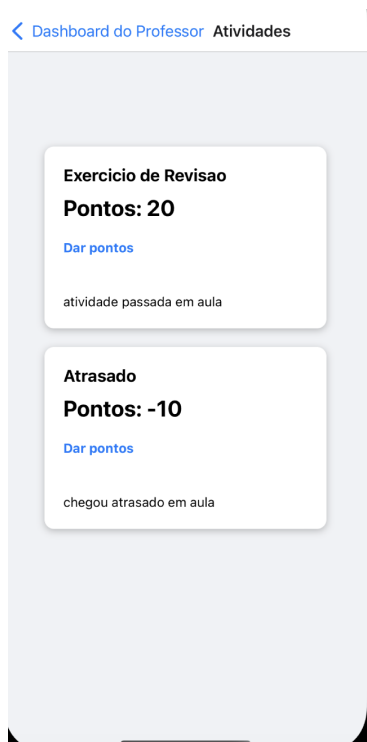 Dashboard do Professor Atividades
Exercicio de Revisao
Pontos: 20
Dar pontos
atividade passada em aula
Atrasado
Pontos: -10
Dar pontos
chegou atrasado em aula